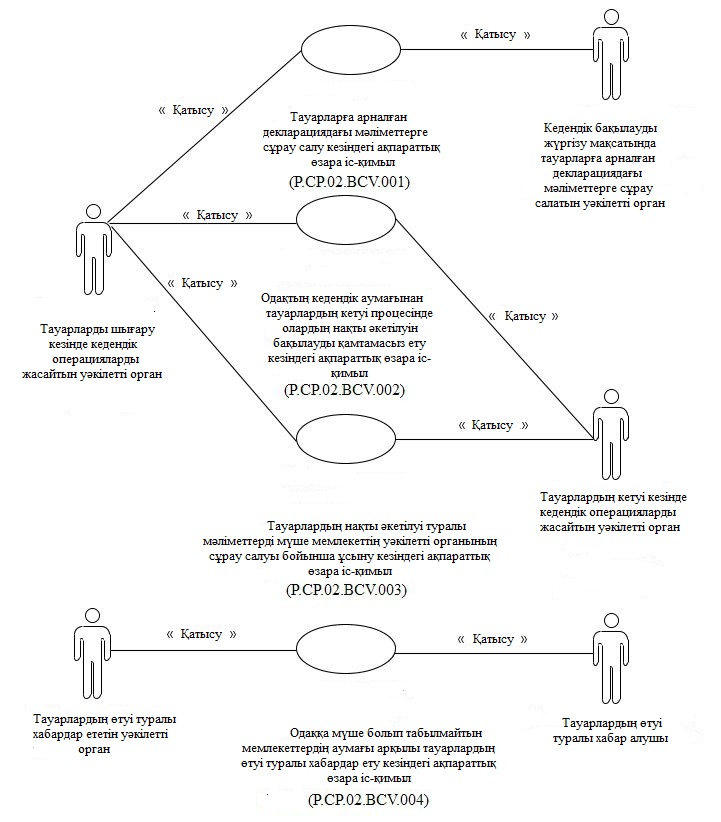 « Қатысу »
« Қатысу »
Тауарларға арналған
декларациядағы мәліметтерге
сұрау салу кезіндегі ақпараттық
өзара іс-қимыл
(P.CP.02.BCV.001)
Кедендік бақылауды
жүргізу мақсатында
тауарларға арналған
декларациядағы
мәліметтерге сұрау
салатын уәкілетті орган
« Қатысу »
« Қатысу »
Тауарларды шығару
кезінде кедендік
операцияларды
жасайтын уәкілетті орган
Одақтың кедендік аумағынан
тауарлардың кетуі процесінде
олардың нақты әкетілуін
бақылауды қамтамасыз ету
кезіндегі ақпараттық өзара іс-
қимыл
(P.CP.02.BCV.002)
« Қатысу »
« Қатысу »
Тауарлардың кетуі кезінде
кедендік операцияларды
жасайтын уәкілетті орган
Тауарлардың нақты әкетілуі туралы
мәліметтерді мүше мемлекеттің уәкілетті органының
сұрау салуы бойынша ұсыну кезіндегі ақпараттық
өзара іс-қимыл
(P.CP.02.BCV.003)
« Қатысу »
« Қатысу »
Тауарлардың өтуі туралы
хабардар ететін уәкілетті
орган
Одаққа мүше болып табылмайтын
мемлекеттердің аумағы арқылы тауарлардың
өтуі туралы хабардар ету кезіндегі ақпараттық
өзара іс-қимыл
(P.CP.02.BCV.004)
Тауарлардың өтуі
туралы хабар алушы